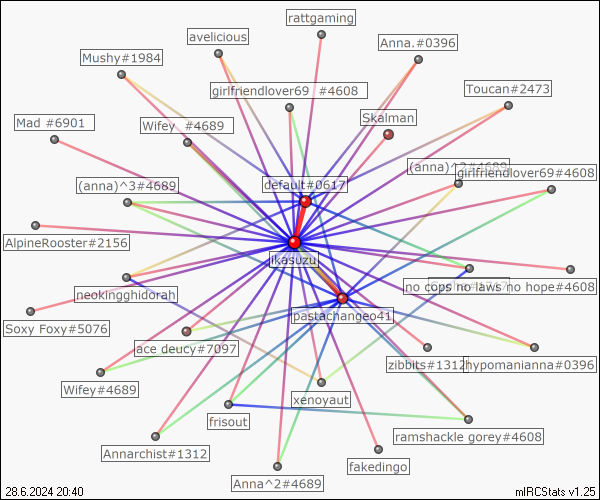 rattgaming
avelicious
Anna.#0396
Mushy#1984
girlfriendlover69 #4608
Toucan#2473
Mad #6901
Wifey #4689
Skalman
girlfriendlover69#4608
(anna)^3#4689
default#0617
AlpineRooster#2156
ikasuzu
neokingghidorah
no cops no laws no hope#4608
pastachangeo41
Soxy Foxy#5076
ace deucy#7097
zibbits#1312
hypomanianna#0396
Wifey#4689
xenoyaut
frisout
ramshackle gorey#4608
Annarchist#1312
fakedingo
Anna^2#4689
28.6.2024 20:40
mIRCStats v1.25